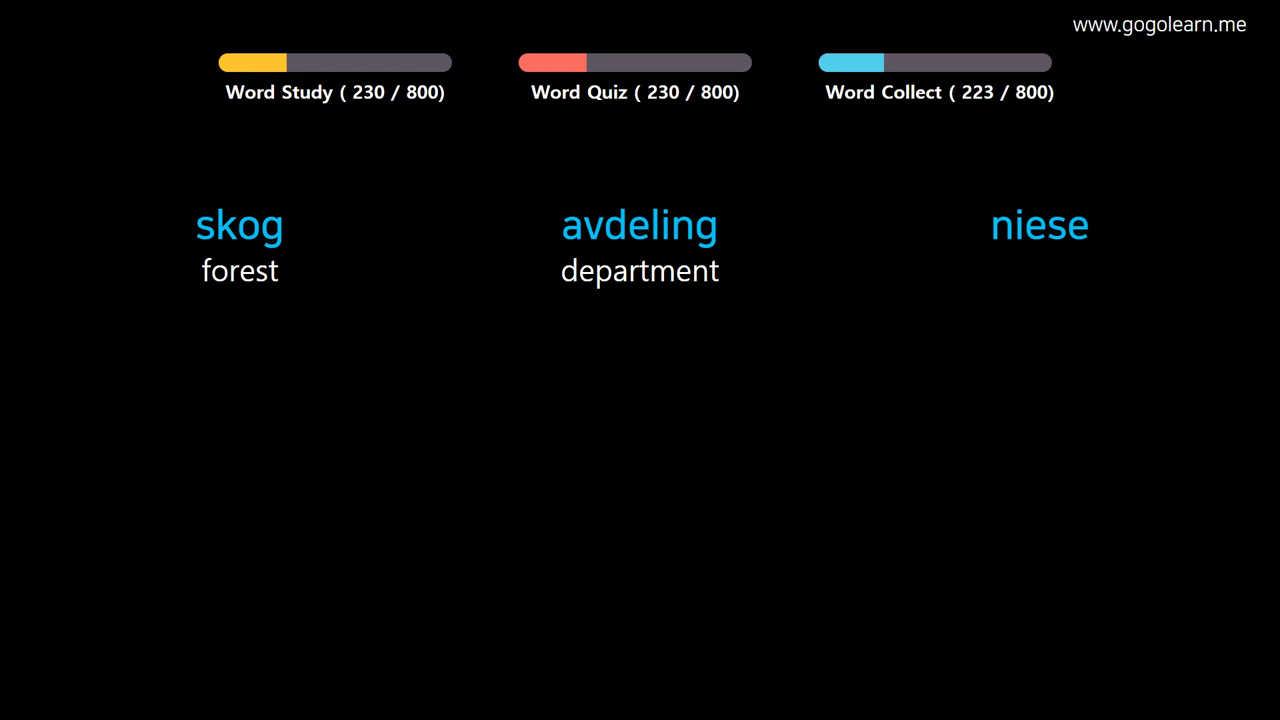 www.gogolearn.me
Word Study ( 230 / 800)
Word Quiz ( 230 / 800)
Word Collect ( 223 / 800)
skog
avdeling
niese
forest
department